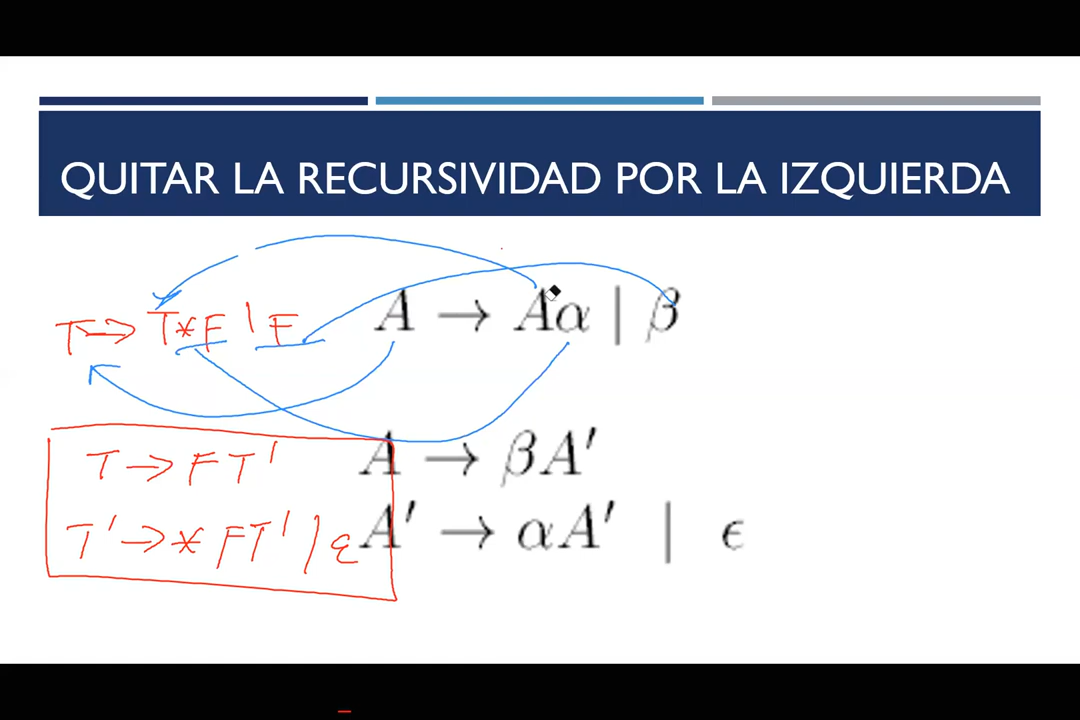 QUITAR LA RECURSIVIDAD POR LA IZQUIERDA
T → T*F | F
A → Aα | β
T → FT'
A → βA'
T' → *FT' | ε
A' → αA' | ϵ